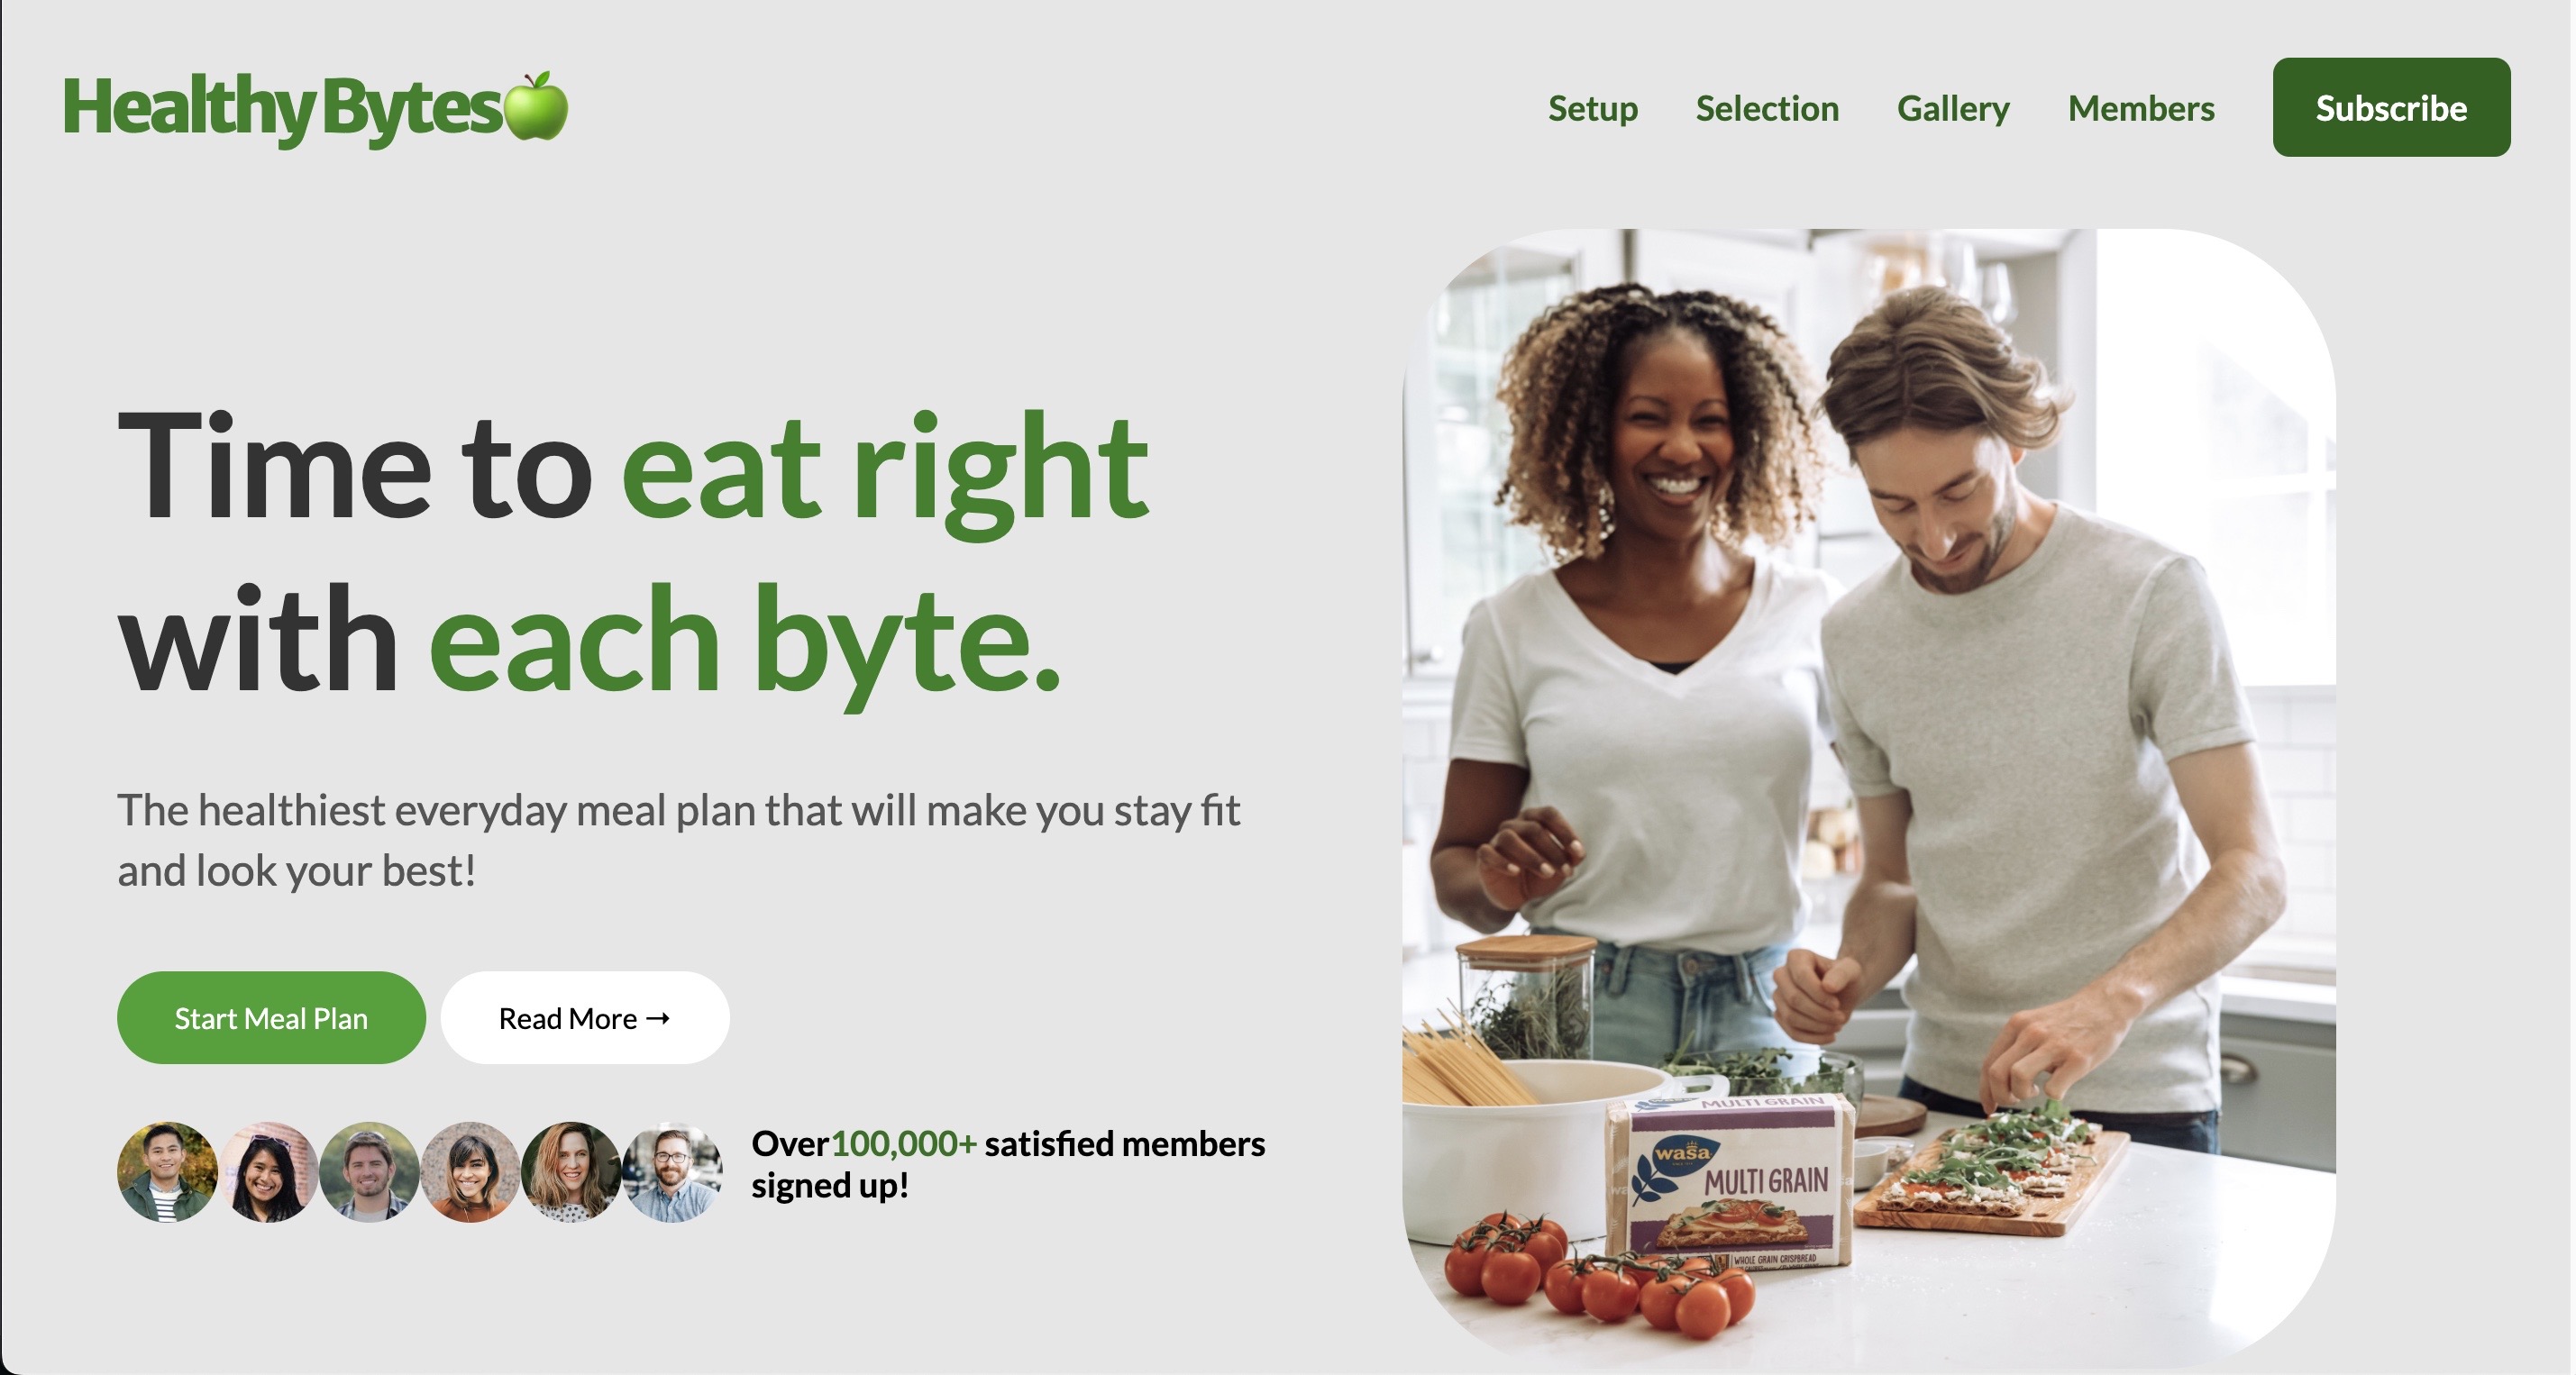 Healthy Bytes
Setup Selection Gallery Members Subscribe
Time to eat right
with each byte.
The healthiest everyday meal plan that will make you stay fit
and look your best!
Start Meal Plan Read More →
Over100,000+ satisfied members
signed up!
MULTI GRAIN
wasa
MULTI GRAIN
WHOLE GRAIN CRISPBREAD